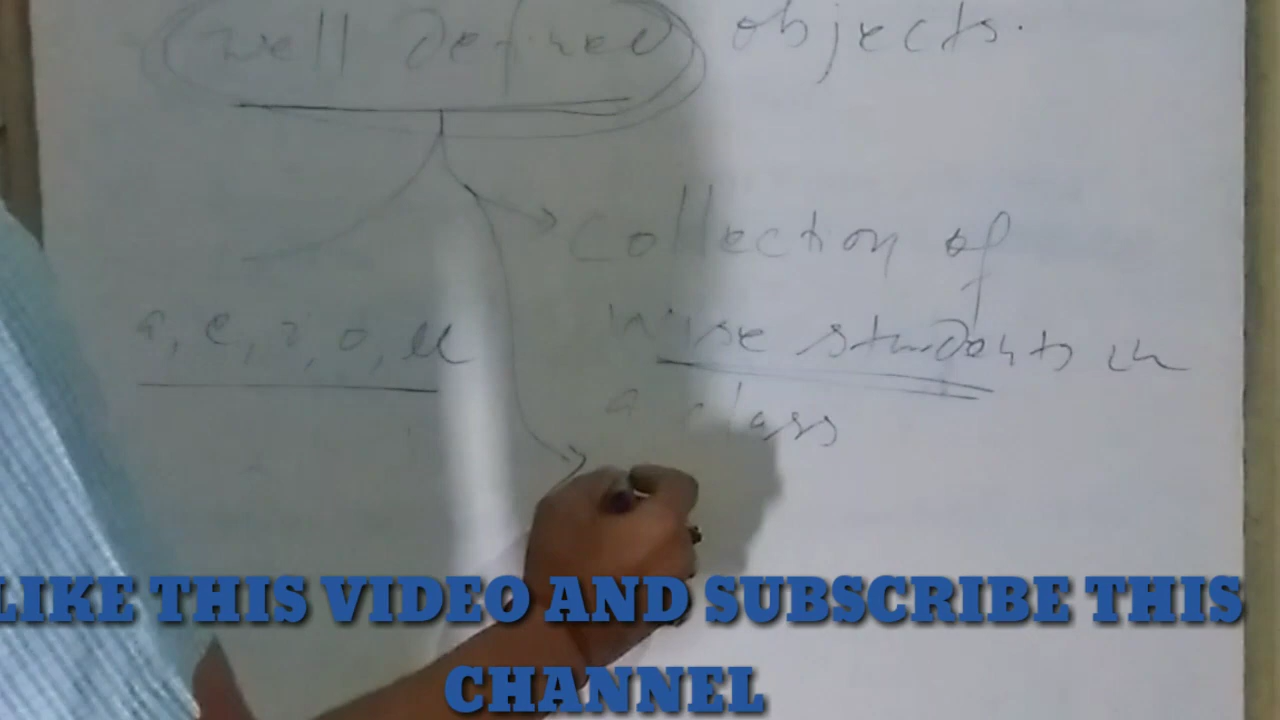 well defined objects.
collection of
a, e, i, o, u
wise students in
a class
LIKE THIS VIDEO AND SUBSCRIBE THIS
CHANNEL